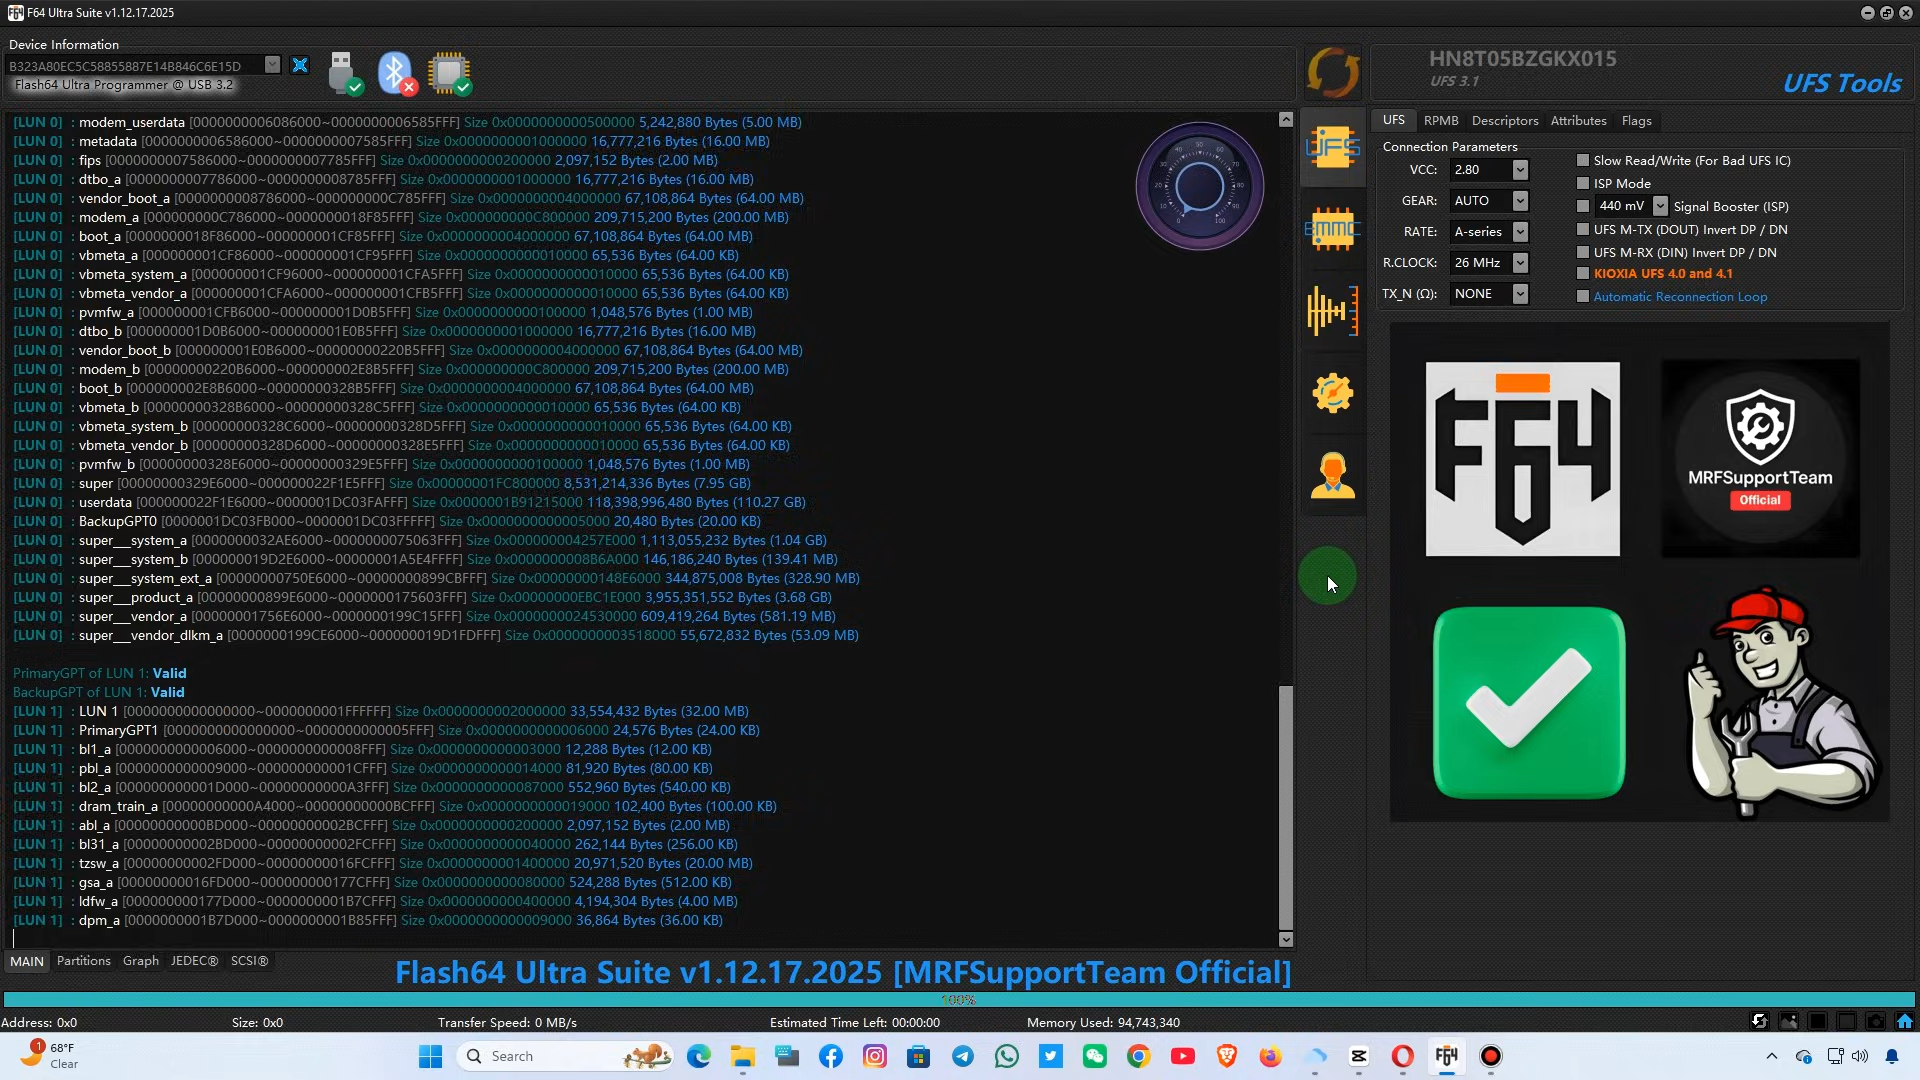 F64 Ultra Suite v1.12.17.2025
Device Information
B323A80EC5C58855887E14B846C6E15D
Flash64 Ultra Programmer @ USB 3.2
HN8T05BZGKX015
UFS 3.1
UFS Tools
[LUN 0] : modem_userdata [0000000006086000~0000000006585FFF] Size 0x0000000000500000 5,242,880 Bytes (5.00 MB)
[LUN 0] : metadata [0000000006586000~0000000007585FFF] Size 0x0000000001000000 16,777,216 Bytes (16.00 MB)
[LUN 0] : fips [0000000007586000~0000000007785FFF] Size 0x0000000000200000 2,097,152 Bytes (2.00 MB)
[LUN 0] : dtbo_a [0000000007786000~0000000008785FFF] Size 0x0000000001000000 16,777,216 Bytes (16.00 MB)
[LUN 0] : vendor_boot_a [0000000008786000~000000000C785FFF] Size 0x0000000004000000 67,108,864 Bytes (64.00 MB)
[LUN 0] : modem_a [000000000C786000~0000000018F85FFF] Size 0x000000000C800000 209,715,200 Bytes (200.00 MB)
[LUN 0] : boot_a [0000000018F86000~000000001CF85FFF] Size 0x0000000004000000 67,108,864 Bytes (64.00 MB)
[LUN 0] : vbmeta_a [000000001CF86000~000000001CF95FFF] Size 0x0000000000010000 65,536 Bytes (64.00 KB)
[LUN 0] : vbmeta_system_a [000000001CF96000~000000001CFA5FFF] Size 0x0000000000010000 65,536 Bytes (64.00 KB)
[LUN 0] : vbmeta_vendor_a [000000001CFA6000~000000001CFB5FFF] Size 0x0000000000010000 65,536 Bytes (64.00 KB)
[LUN 0] : pvmfw_a [000000001CFB6000~000000001D0B5FFF] Size 0x0000000000100000 1,048,576 Bytes (1.00 MB)
[LUN 0] : dtbo_b [000000001D0B6000~000000001E0B5FFF] Size 0x0000000001000000 16,777,216 Bytes (16.00 MB)
[LUN 0] : vendor_boot_b [000000001E0B6000~00000000220B5FFF] Size 0x0000000004000000 67,108,864 Bytes (64.00 MB)
[LUN 0] : modem_b [00000000220B6000~000000002E8B5FFF] Size 0x000000000C800000 209,715,200 Bytes (200.00 MB)
[LUN 0] : boot_b [000000002E8B6000~00000000328B5FFF] Size 0x0000000004000000 67,108,864 Bytes (64.00 MB)
[LUN 0] : vbmeta_b [00000000328B6000~00000000328C5FFF] Size 0x0000000000010000 65,536 Bytes (64.00 KB)
[LUN 0] : vbmeta_system_b [00000000328C6000~00000000328D5FFF] Size 0x0000000000010000 65,536 Bytes (64.00 KB)
[LUN 0] : vbmeta_vendor_b [00000000328D6000~00000000328E5FFF] Size 0x0000000000010000 65,536 Bytes (64.00 KB)
[LUN 0] : pvmfw_b [00000000328E6000~00000000329E5FFF] Size 0x0000000000100000 1,048,576 Bytes (1.00 MB)
[LUN 0] : super [00000000329E6000~000000022F1E5FFF] Size 0x00000001FC800000 8,531,214,336 Bytes (7.95 GB)
[LUN 0] : userdata [000000022F1E6000~0000001DC03FAFFF] Size 0x0000001B91215000 118,398,996,480 Bytes (110.27 GB)
[LUN 0] : BackupGPT0 [0000001DC03FB000~0000001DC03FFFFF] Size 0x0000000000005000 20,480 Bytes (20.00 KB)
[LUN 0] : super__system_a [0000000032AE6000~0000000075063FFF] Size 0x000000004257E000 1,113,055,232 Bytes (1.04 GB)
[LUN 0] : super__system_b [000000019D2E6000~00000001A5E4FFFF] Size 0x0000000008B6A000 146,186,240 Bytes (139.41 MB)
[LUN 0] : super__system_ext_a [00000000750E6000~00000000899CBFFF] Size 0x00000000148E6000 344,875,008 Bytes (328.90 MB)
[LUN 0] : super__product_a [00000000899E6000~0000000175603FFF] Size 0x00000000EBC1E000 3,955,351,552 Bytes (3.68 GB)
[LUN 0] : super__vendor_a [00000001756E6000~0000000199C15FFF] Size 0x0000000024530000 609,419,264 Bytes (581.19 MB)
[LUN 0] : super__vendor_dlkm_a [0000000199CE6000~000000019D1FDFFF] Size 0x0000000003518000 55,672,832 Bytes (53.09 MB)
PrimaryGPT of LUN 1: Valid
BackupGPT of LUN 1: Valid
[LUN 1] : LUN 1 [0000000000000000~0000000001FFFFFF] Size 0x0000000002000000 33,554,432 Bytes (32.00 MB)
[LUN 1] : PrimaryGPT1 [0000000000000000~0000000000005FFF] Size 0x0000000000006000 24,576 Bytes (24.00 KB)
[LUN 1] : bl1_a [0000000000006000~0000000000008FFF] Size 0x0000000000003000 12,288 Bytes (12.00 KB)
[LUN 1] : pbl_a [0000000000009000~000000000001CFFF] Size 0x0000000000014000 81,920 Bytes (80.00 KB)
[LUN 1] : bl2_a [000000000001D000~00000000000A3FFF] Size 0x0000000000087000 552,960 Bytes (540.00 KB)
[LUN 1] : dram_train_a [00000000000A4000~00000000000BCFFF] Size 0x0000000000019000 102,400 Bytes (100.00 KB)
[LUN 1] : abl_a [00000000000BD000~00000000002BCFFF] Size 0x0000000000200000 2,097,152 Bytes (2.00 MB)
[LUN 1] : bl31_a [00000000002BD000~00000000002FCFFF] Size 0x0000000000040000 262,144 Bytes (256.00 KB)
[LUN 1] : tzsw_a [00000000002FD000~00000000016FCFFF] Size 0x0000000001400000 20,971,520 Bytes (20.00 MB)
[LUN 1] : gsa_a [00000000016FD000~000000000177CFFF] Size 0x0000000000080000 524,288 Bytes (512.00 KB)
[LUN 1] : ldfw_a [000000000177D000~0000000001B7CFFF] Size 0x0000000000400000 4,194,304 Bytes (4.00 MB)
[LUN 1] : dpm_a [0000000001B7D000~0000000001B85FFF] Size 0x0000000000009000 36,864 Bytes (36.00 KB)
UFS
EMMC
UFS RPMB Descriptors Attributes Flags
Connection Parameters
VCC: 2.80
GEAR: AUTO
RATE: A-series
R.CLOCK: 26 MHz
TX_N (Ω): NONE
Slow Read/Write (For Bad UFS IC)
ISP Mode
440 mV Signal Booster (ISP)
UFS M-TX (DOUT) Invert DP / DN
UFS M-RX (DIN) Invert DP / DN
KIOXIA UFS 4.0 and 4.1
Automatic Reconnection Loop
F64
MRFSupportTeam
Official
MAIN Partitions Graph JEDEC® SCSI®
Flash64 Ultra Suite v1.12.17.2025 [MRFSupportTeam Official]
100%
Address: 0x0 Size: 0x0 Transfer Speed: 0 MB/s Estimated Time Left: 00:00:00 Memory Used: 94,743,340
1
68°F
Clear
Search
F64